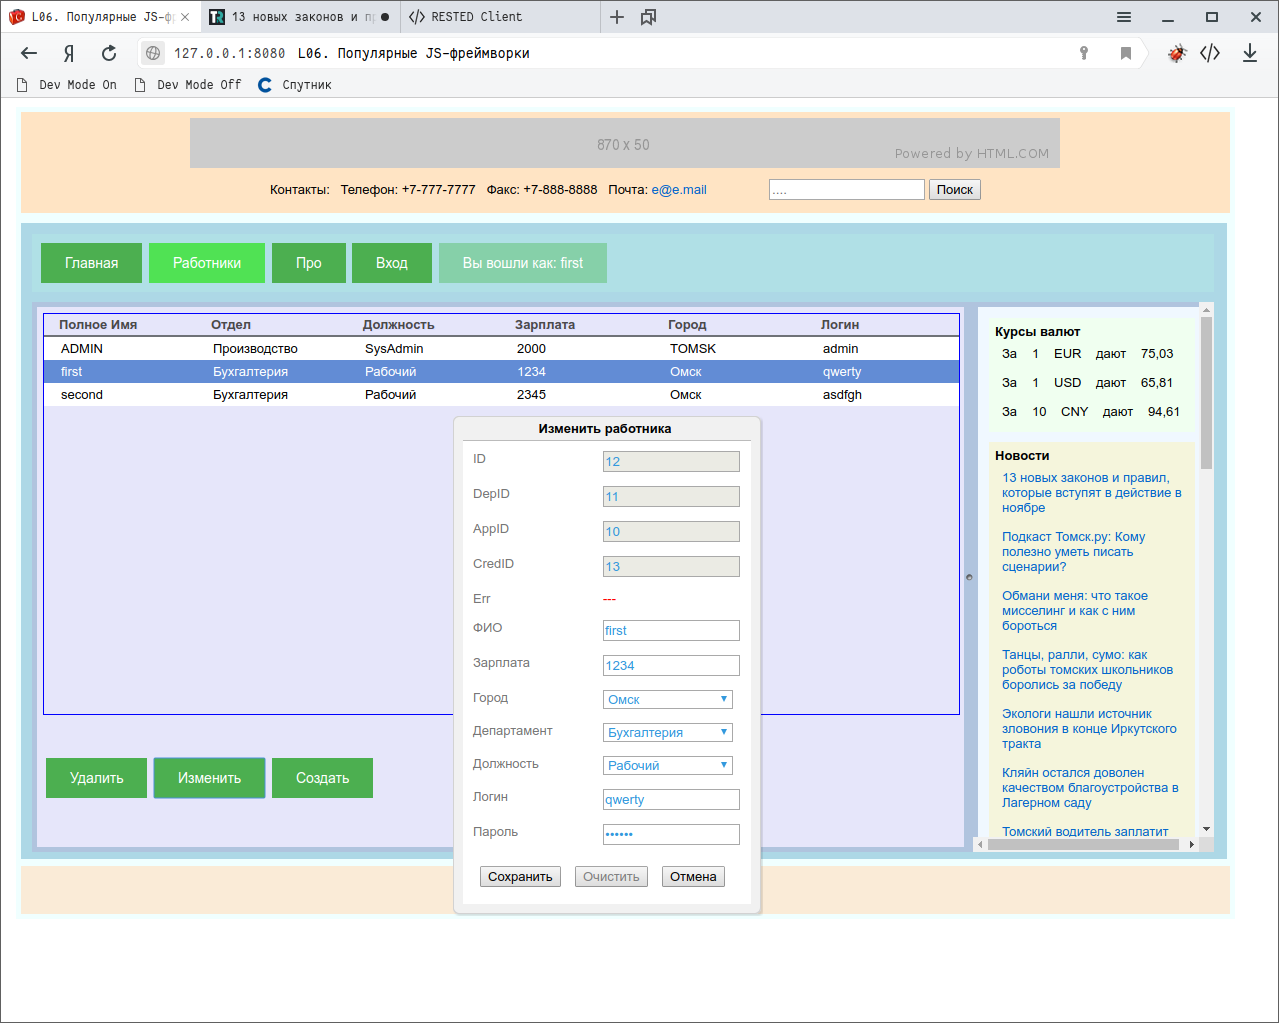 L06. Популярные JS-ф
13 новых законов и п
RESTED Client
127.0.0.1:8080 L06. Популярные JS-фреймворки
Dev Mode On Dev Mode Off Спутник
870 x 50
Powered by HTML.COM
Контакты: Телефон: +7-777-7777 Факс: +7-888-8888 Почта: e@e.mail .... Поиск
Главная Работники Про Вход Вы вошли как: first
Полное Имя Отдел Должность Зарплата Город Логин
ADMIN Производство SysAdmin 2000 TOMSK admin
first Бухгалтерия Рабочий 1234 Омск qwerty
second Бухгалтерия Рабочий 2345 Омск asdfgh
Изменить работника
ID 12
DepID 11
AppID 10
CredID 13
Err ---
ФИО first
Зарплата 1234
Город Омск
Департамент Бухгалтерия
Должность Рабочий
Логин qwerty
Пароль ••••••
Сохранить Очистить Отмена
Удалить Изменить Создать
Курсы валют
За 1 EUR дают 75,03
За 1 USD дают 65,81
За 10 CNY дают 94,61
Новости
13 новых законов и правил,
которые вступят в действие в
ноябре
Подкаст Томск.ру: Кому
полезно уметь писать
сценарии?
Обмани меня: что такое
мисселинг и как с ним
бороться
Танцы, ралли, сумо: как
роботы томских школьников
боролись за победу
Экологи нашли источник
зловония в конце Иркутского
тракта
Кляйн остался доволен
качеством благоустройства в
Лагерном саду
Томский водитель заплатит